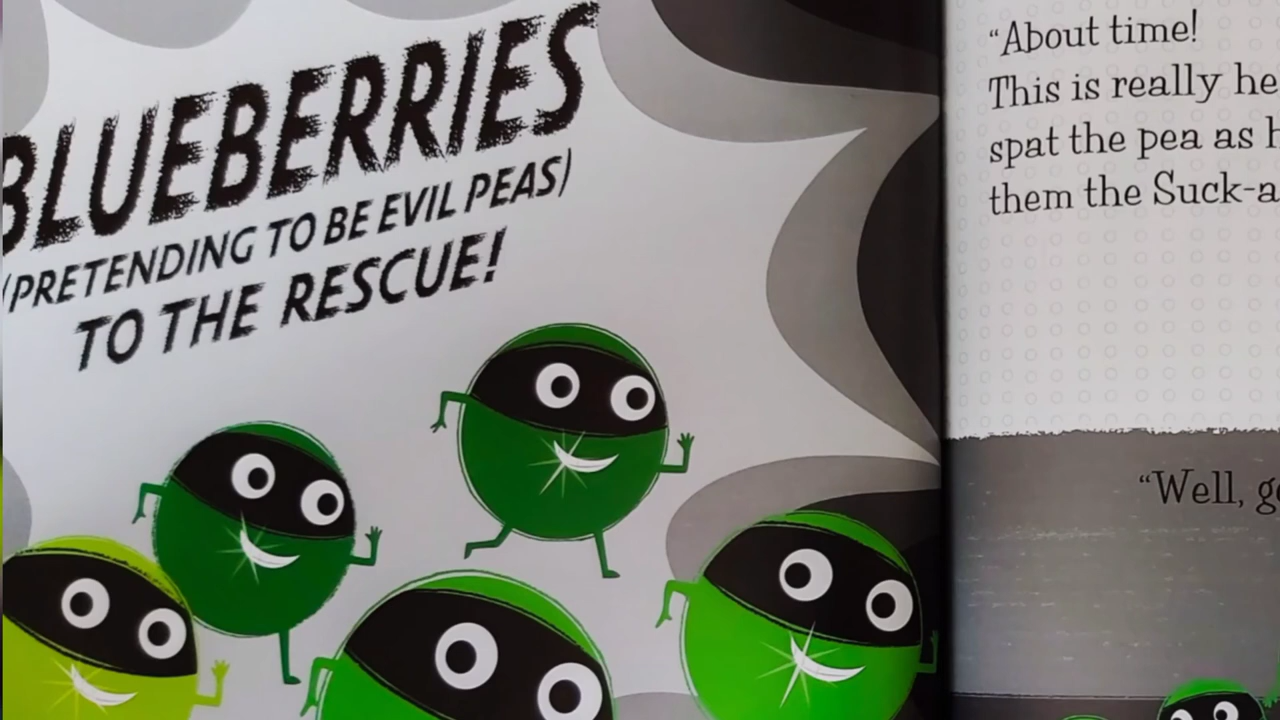 BLUEBERRIES
(PRETENDING TO BE EVIL PEAS)
TO THE RESCUE!
“About time!
This is really
spat the pea as
them the
“Well,